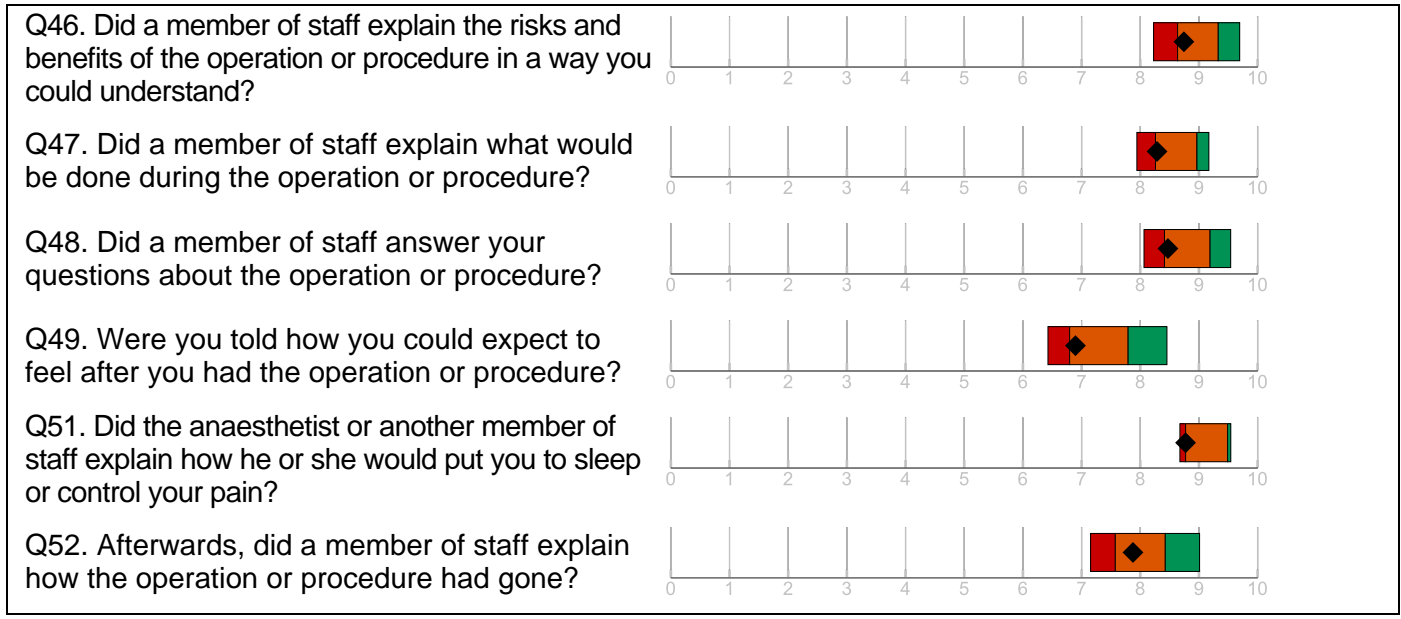 Q46. Did a member of staff explain the risks and
benefits of the operation or procedure in a way you
could understand?
0 1 2 3 4 5 6 7 8 9 10
Q47. Did a member of staff explain what would
be done during the operation or procedure?
0 1 2 3 4 5 6 7 8 9 10
Q48. Did a member of staff answer your
questions about the operation or procedure?
0 1 2 3 4 5 6 7 8 9 10
Q49. Were you told how you could expect to
feel after you had the operation or procedure?
0 1 2 3 4 5 6 7 8 9 10
Q51. Did the anaesthetist or another member of
staff explain how he or she would put you to sleep
or control your pain?
0 1 2 3 4 5 6 7 8 9 10
Q52. Afterwards, did a member of staff explain
how the operation or procedure had gone?
0 1 2 3 4 5 6 7 8 9 10